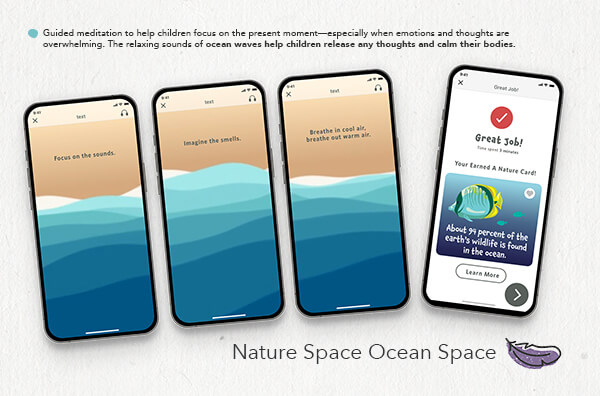 Guided meditation to help children focus on the present moment—especially when emotions and thoughts are
overwhelming. The relaxing sounds of ocean waves help children release any thoughts and calm their bodies.
9:41
text
Focus on the sounds.
9:41
text
Imagine the smells.
9:41
text
Breathe in cool air,
breathe out warm air.
9:41
Great Job!
Great Job!
Time spent 3 minutes
Your Earned A Nature Card!
About 94 percent of the
earth's wildlife is found
in the ocean.
Learn More
Nature Space Ocean Space